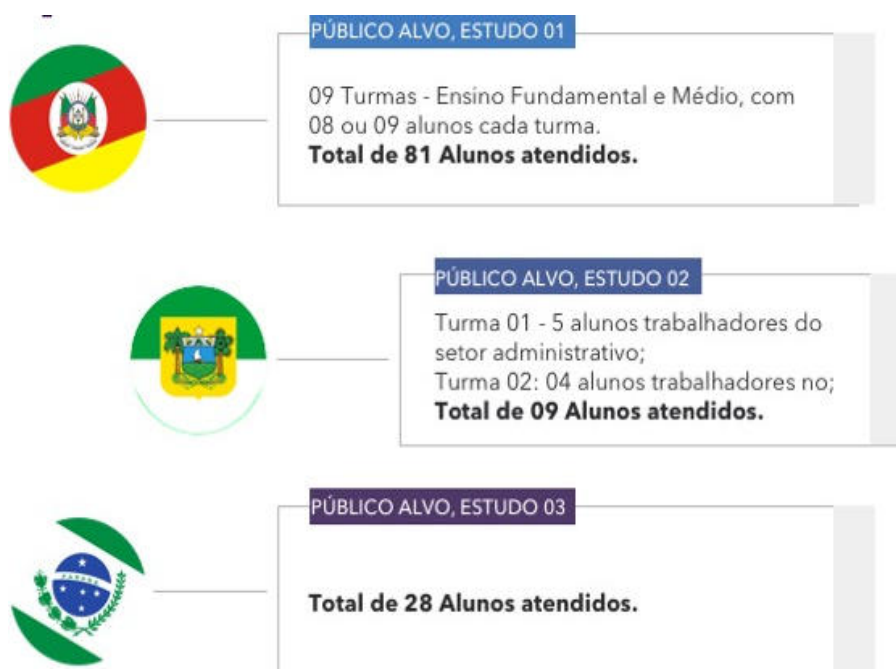 PÚBLICO ALVO, ESTUDO 01
09 Turmas - Ensino Fundamental e Médio, com
08 ou 09 alunos cada turma.
Total de 81 Alunos atendidos.
PÚBLICO ALVO, ESTUDO 02
Turma 01 - 5 alunos trabalhadores do
setor administrativo;
Turma 02: 04 alunos trabalhadores no;
Total de 09 Alunos atendidos.
PÚBLICO ALVO, ESTUDO 03
Total de 28 Alunos atendidos.